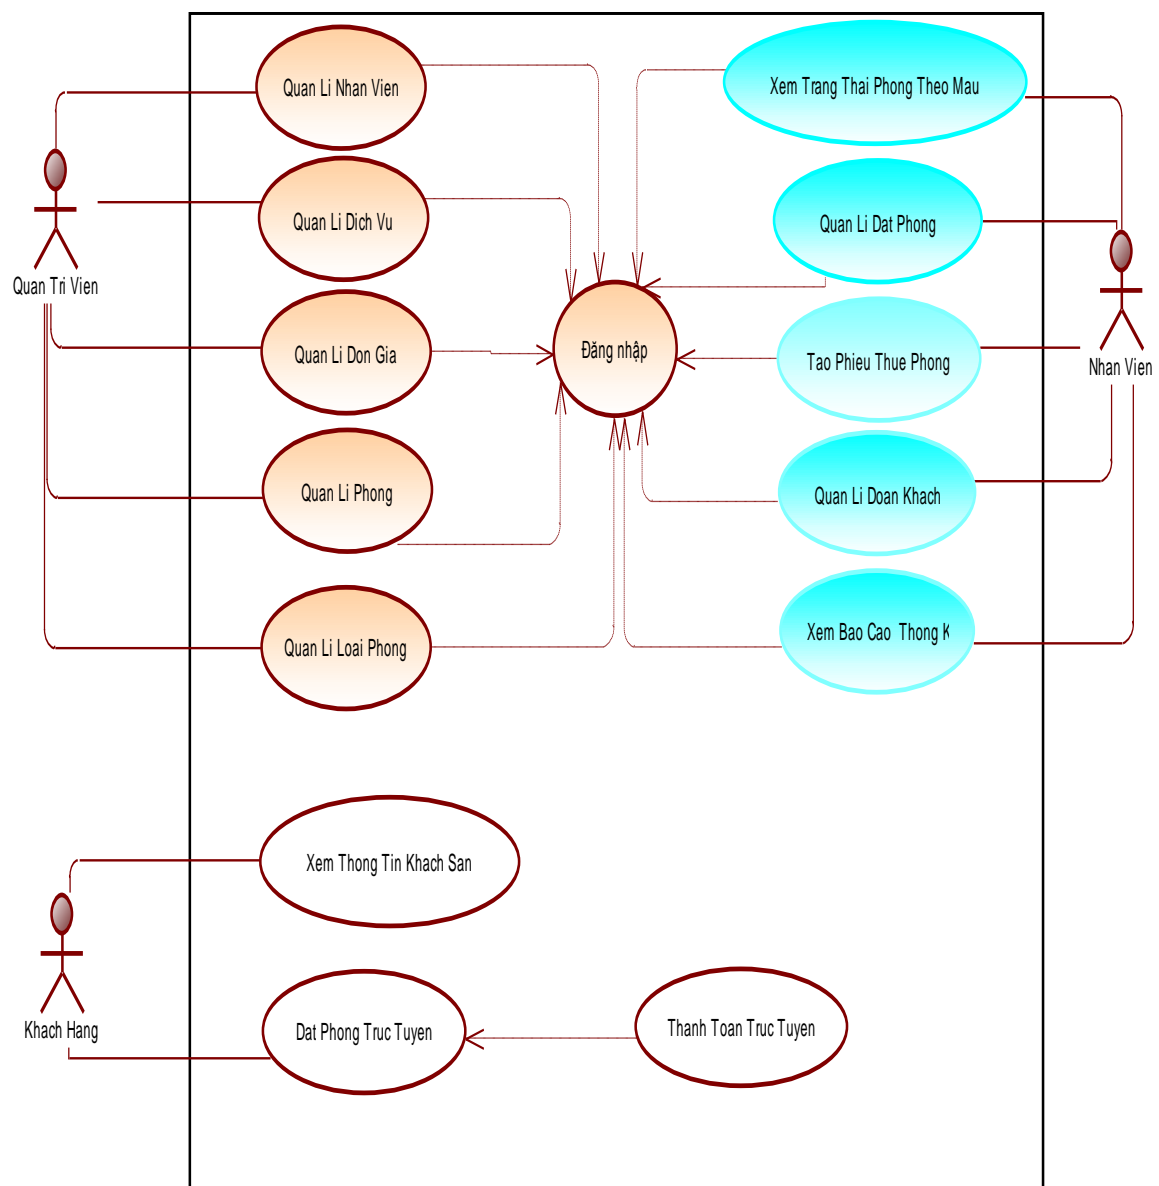 Quan Li Nhan Vien
Xem Trang Thai Phong Theo Mau
Quan Li Dich Vu
Quan Li Dat Phong
Quan Tri Vien
Quan Li Don Gia
Đăng nhập
Tao Phieu Thue Phong
Nhan Vien
Quan Li Phong
Quan Li Doan Khach
Quan Li Loai Phong
Xem Bao Cao Thong K
Xem Thong Tin Khach San
Khach Hang
Dat Phong Truc Tuyen
Thanh Toan Truc Tuyen